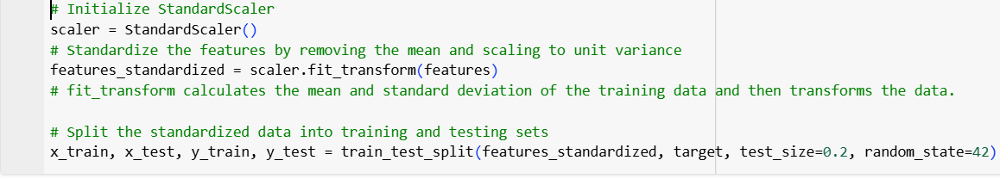 # Initialize StandardScaler
scaler = StandardScaler()
# Standardize the features by removing the mean and scaling to unit variance
features_standardized = scaler.fit_transform(features)
# fit_transform calculates the mean and standard deviation of the training data and then transforms the data.
# Split the standardized data into training and testing sets
x_train, x_test, y_train, y_test = train_test_split(features_standardized, target, test_size=0.2, random_state=42)